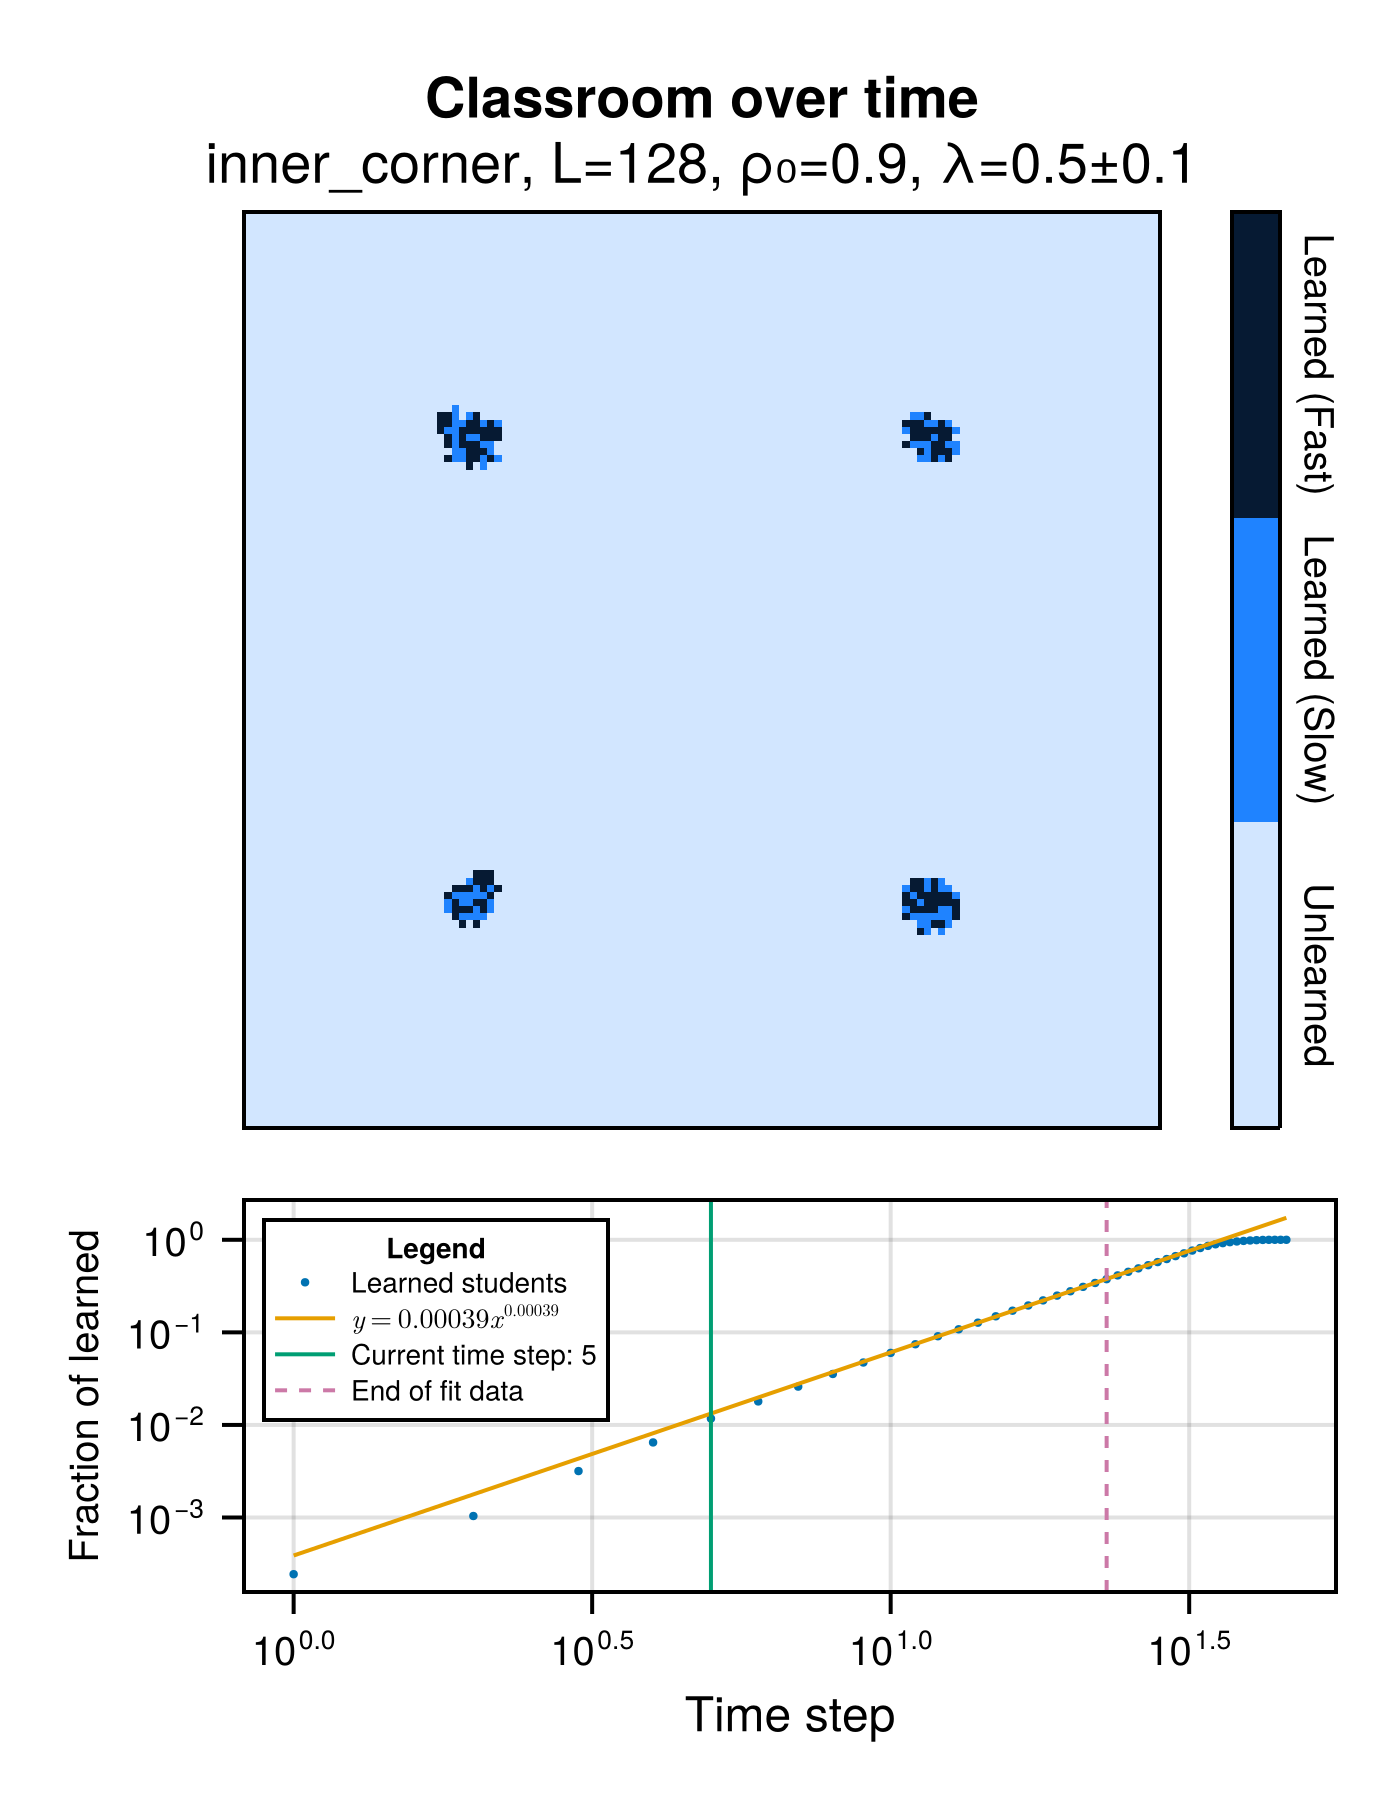 Classroom over time
inner_corner, L=128, ρ₀=0.9, λ=0.5±0.1
Learned (Fast)
Learned (Slow)
Unlearned
Fraction of learned
10⁰
10⁻¹
10⁻²
10⁻³
Legend
Learned students
y = 0.00039x^0.00039
Current time step: 5
End of fit data
10^0.0
10^0.5
10^1.0
10^1.5
Time step